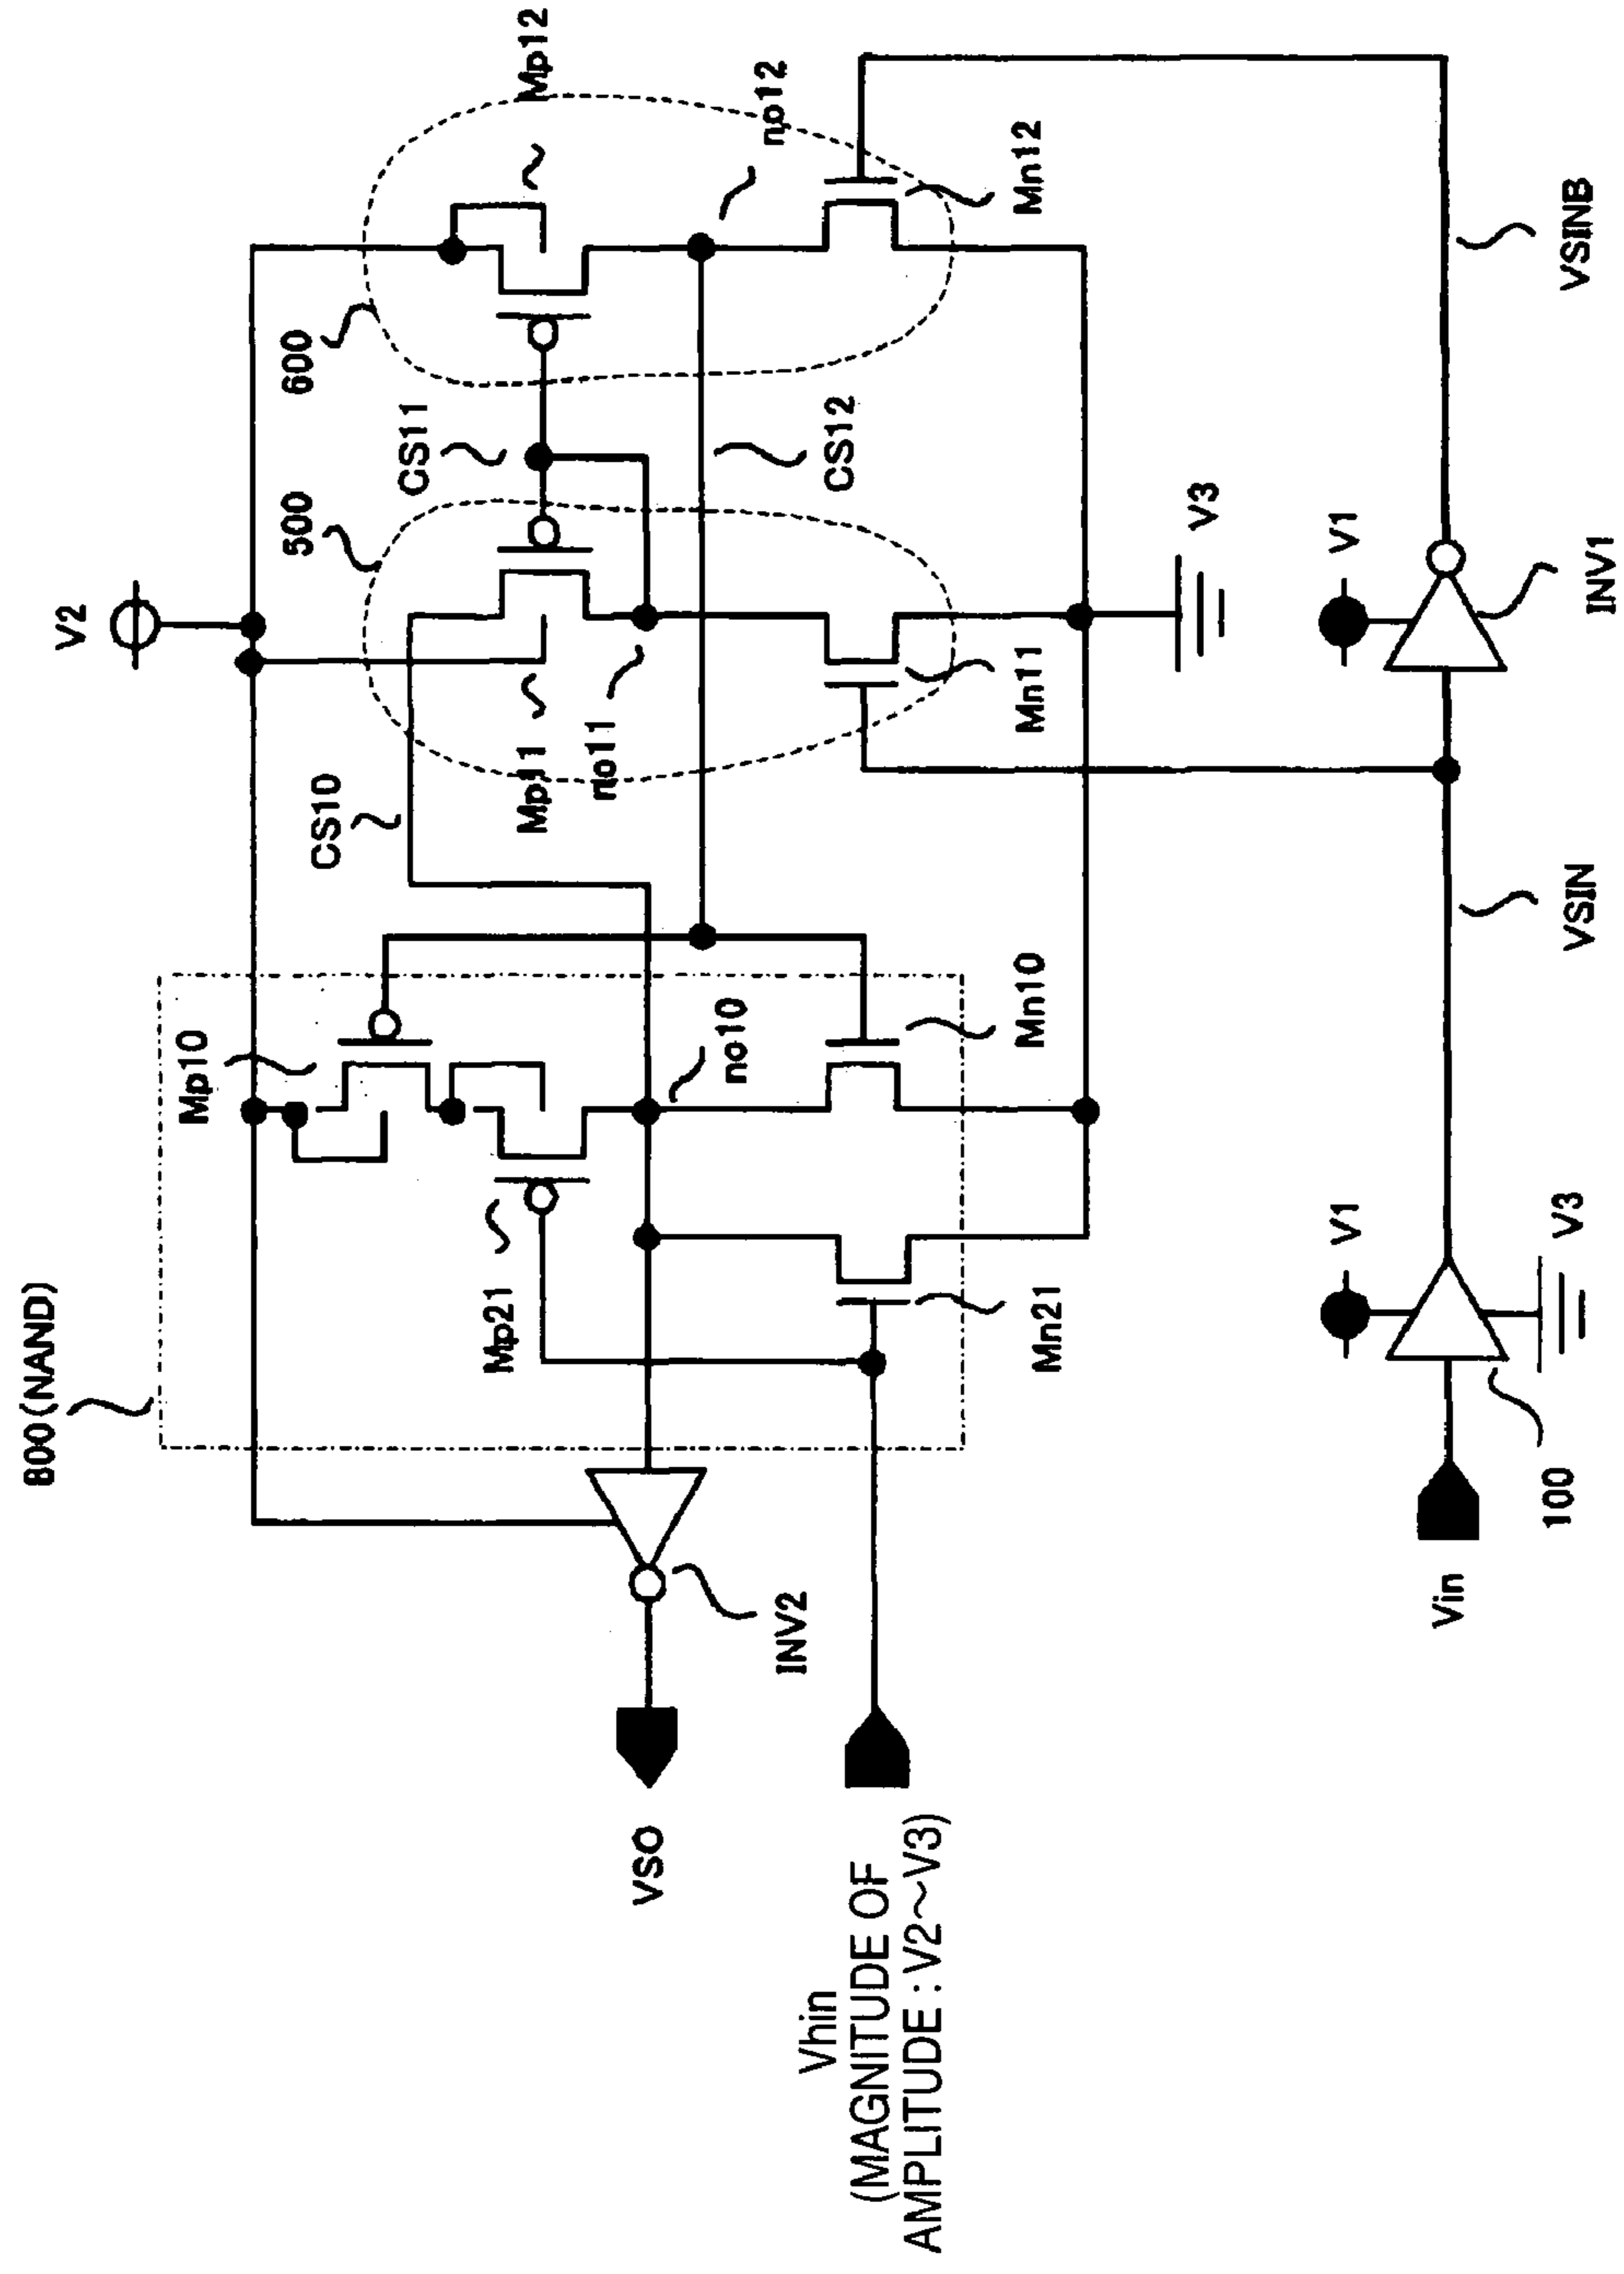 800(NAND)
V2
Mp10
CS10
500
CS11
600
Mp12
Mp21
no10
Mp11
no11
CS12
no12
VSO
INV2
Mn21
Mn10
Mn11
Mn12
Vhin
(MAGNITUDE OF
AMPLITUDE : V2～V3)
V3
Vin
100
V1
V3
VSIN
V1
INV1
VSINB